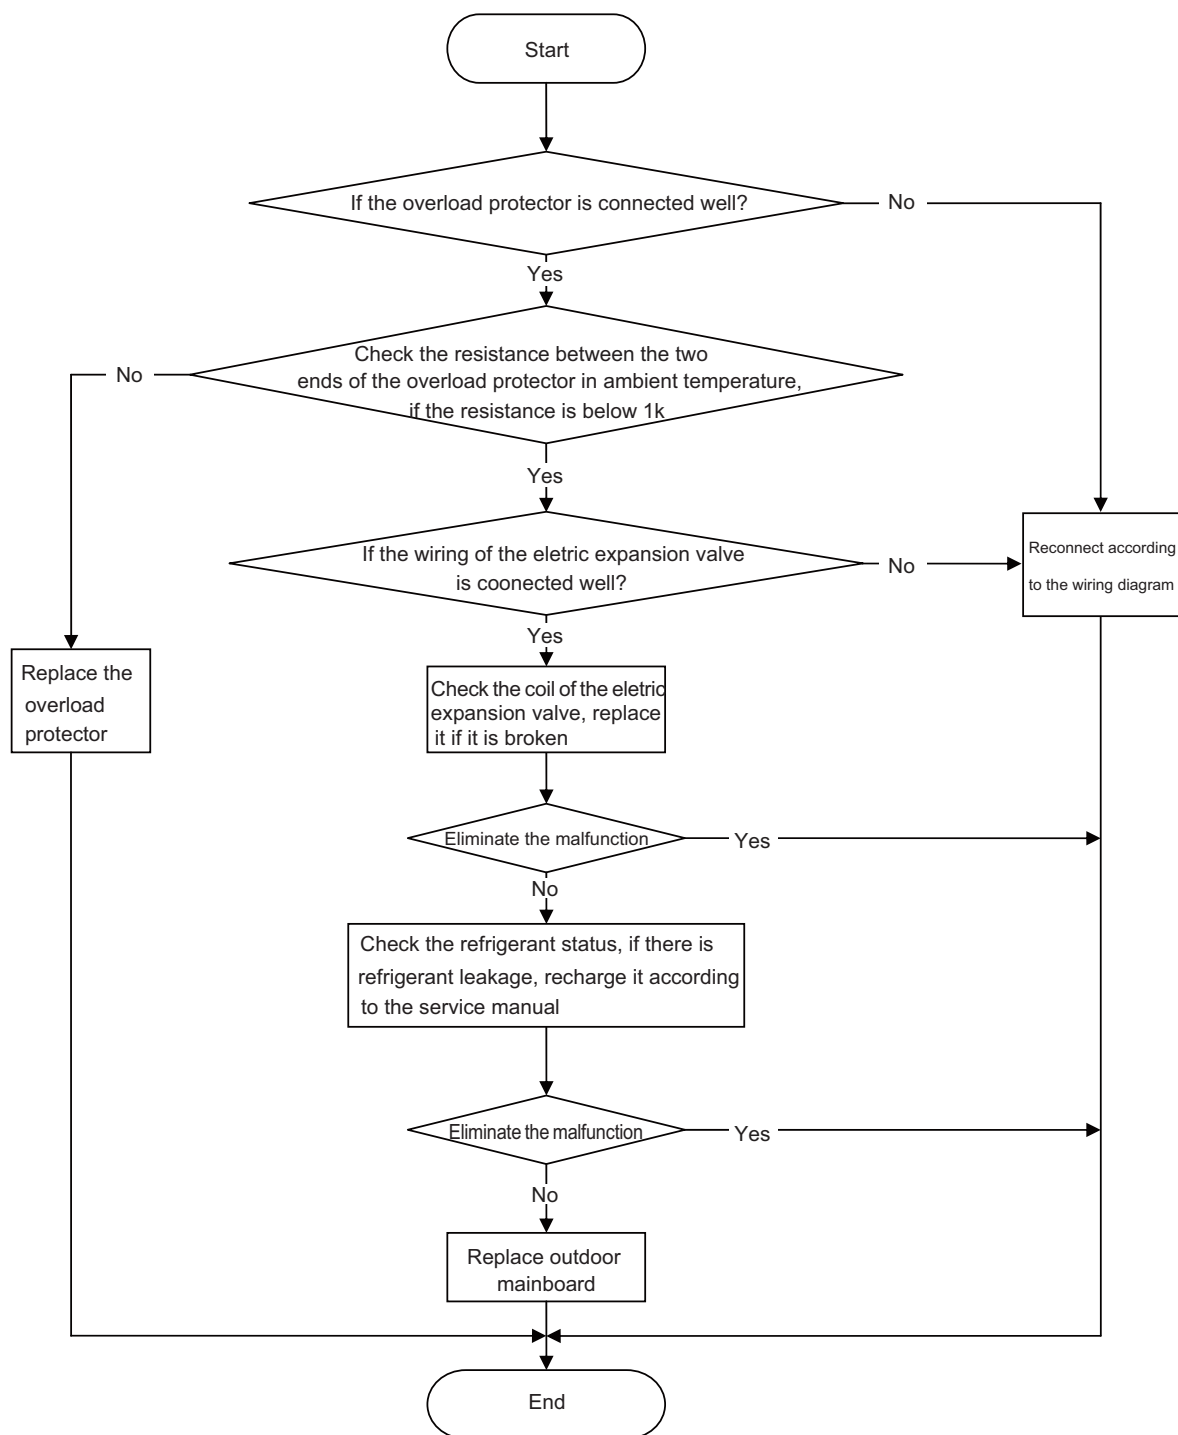 Start
If the overload protector is connected well?
No
Yes
Check the resistance between the two
ends of the overload protector in ambient temperature,
if the resistance is below 1k
No
Yes
If the wiring of the eletric expansion valve
is coonected well?
No
Reconnect according
to the wiring diagram
Yes
Replace the
overload
protector
Check the coil of the eletric
expansion valve, replace
it if it is broken
Eliminate the malfunction
Yes
No
Check the refrigerant status, if there is
refrigerant leakage, recharge it according
to the service manual
Eliminate the malfunction
Yes
No
Replace outdoor
mainboard
End